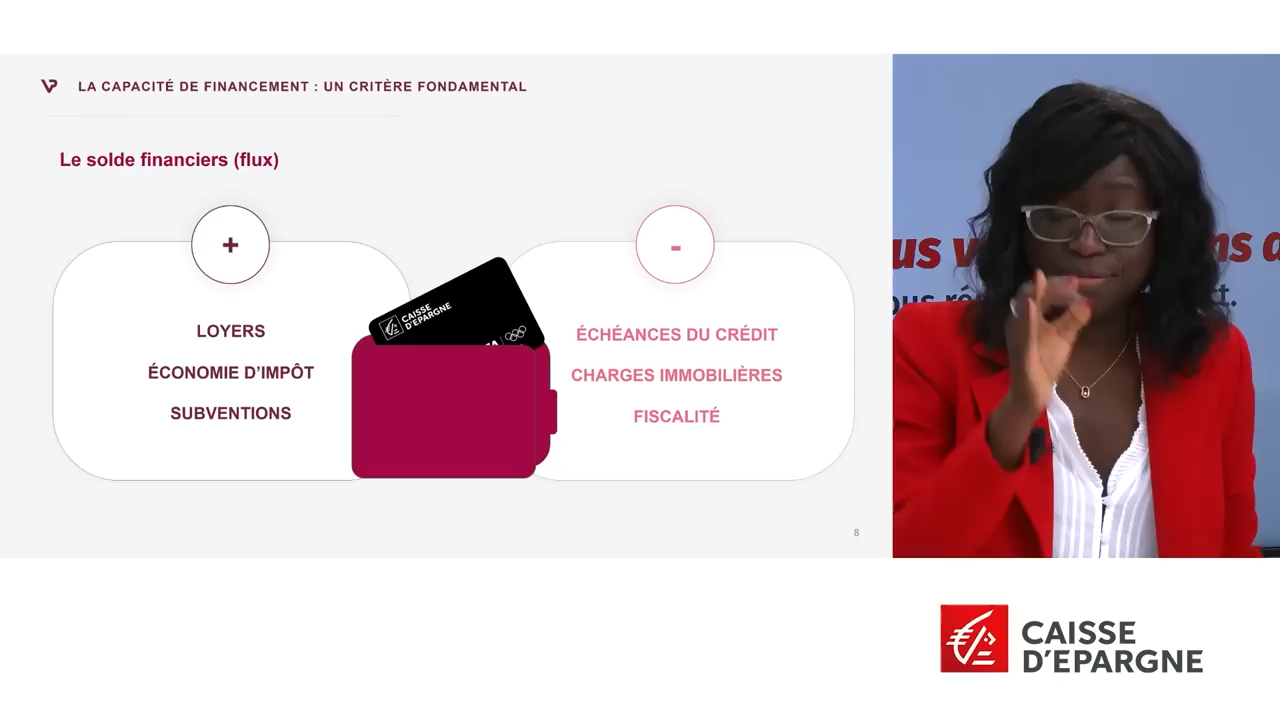 LA CAPACITÉ DE FINANCEMENT : UN CRITÈRE FONDAMENTAL
Le solde financiers (flux)
+
-
LOYERS
ÉCONOMIE D'IMPÔT
SUBVENTIONS
CAISSE
D'EPARGNE
ÉCHÉANCES DU CRÉDIT
CHARGES IMMOBILIÈRES
FISCALITÉ
8
CAISSE
D'EPARGNE